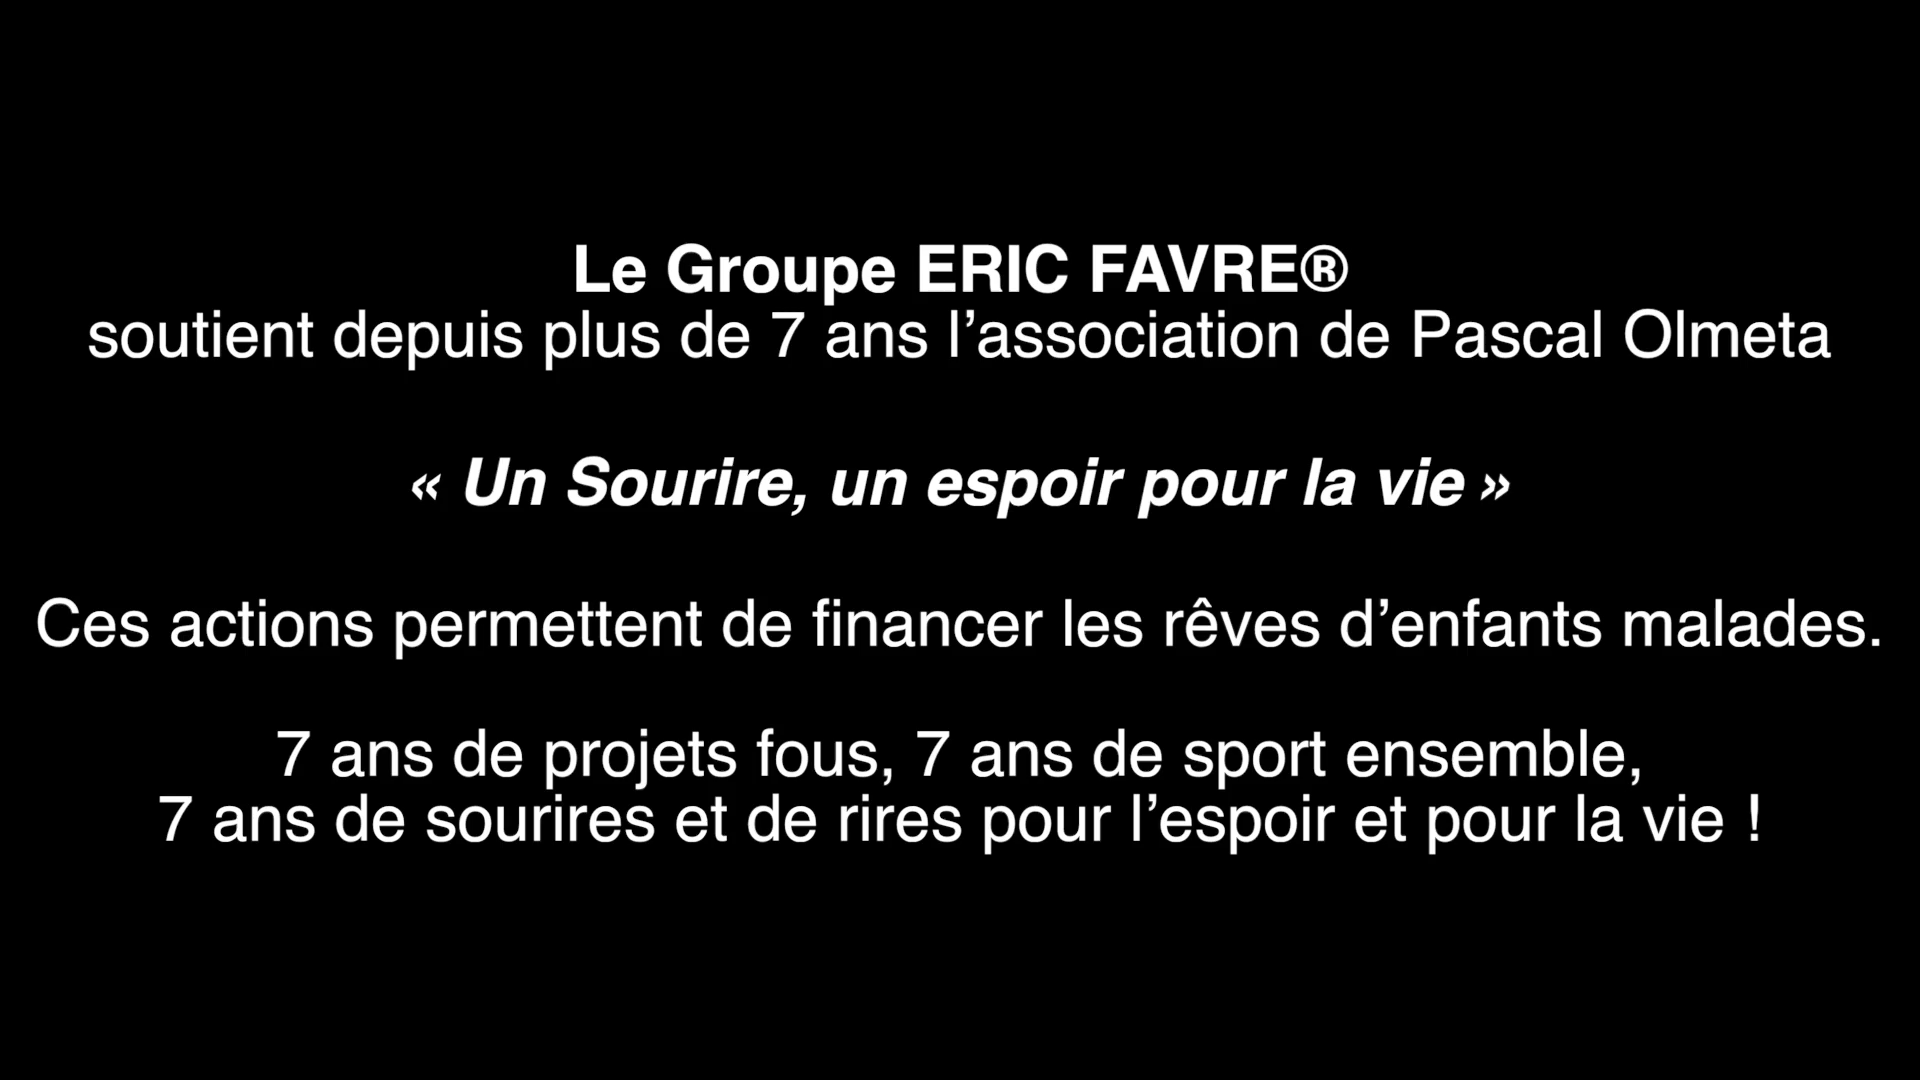 Le Groupe ERIC FAVRE®
soutient depuis plus de 7 ans l’association de Pascal Olmeta
« Un Sourire, un espoir pour la vie »
Ces actions permettent de financer les rêves d’enfants malades.
7 ans de projets fous, 7 ans de sport ensemble,
7 ans de sourires et de rires pour l’espoir et pour la vie !